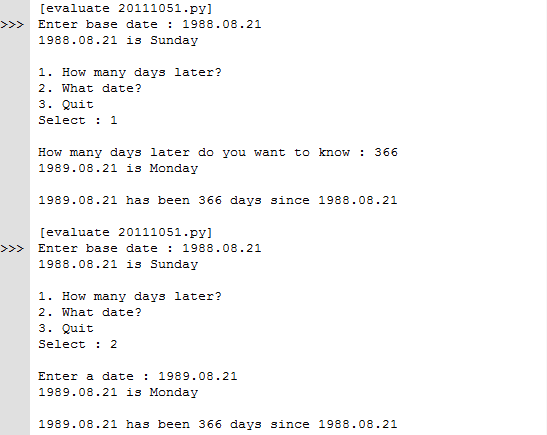 [evaluate 20111051.py]
>>> Enter base date : 1988.08.21
1988.08.21 is Sunday
1. How many days later?
2. What date?
3. Quit
Select : 1
How many days later do you want to know : 366
1989.08.21 is Monday
1989.08.21 has been 366 days since 1988.08.21
[evaluate 20111051.py]
>>> Enter base date : 1988.08.21
1988.08.21 is Sunday
1. How many days later?
2. What date?
3. Quit
Select : 2
Enter a date : 1989.08.21
1989.08.21 is Monday
1989.08.21 has been 366 days since 1988.08.21